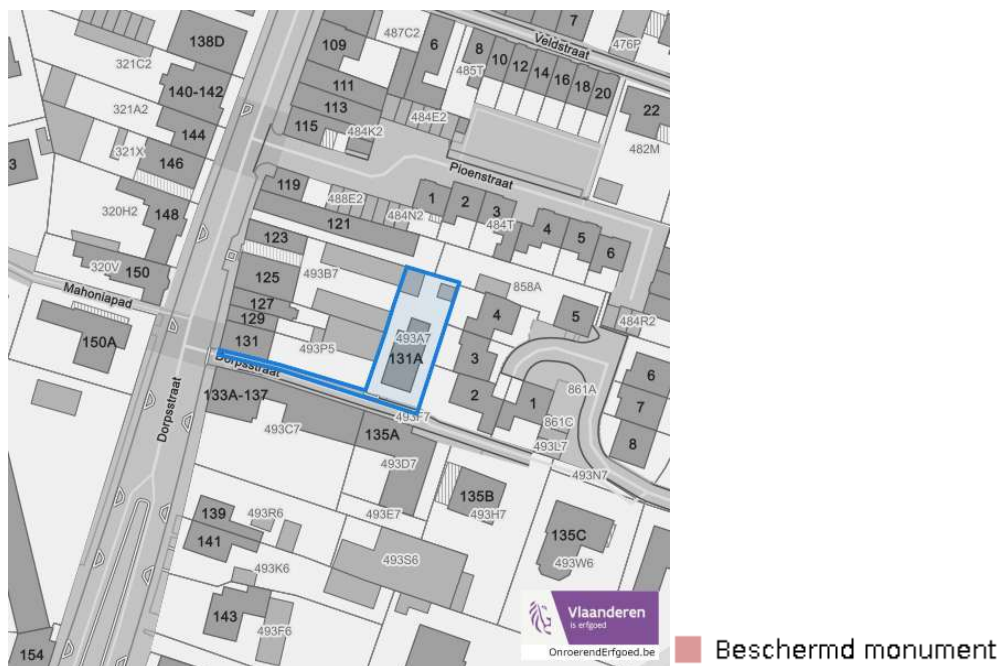 138D
109
487C2
6
8
10
12
14
16
18
20
7
476P
Veldstraat
485T
22
482M
321C2
140-142
321A2
144
111
113
115
484K2
484E2
321X
146
3
Ploenstraat
119
488E2
484N2
1
2
3
484T
4
5
6
320H2
148
121
123
320V
150
Mahoniapad
125
493B7
858A
127
129
131
493P5
493A7
131A
4
5
484R2
3
150A
Dorpsstraat
133A-137
2
493F7
1
861A
6
7
861C
8
493C7
135A
493L7
493D7
493N7
Dorpsstraat
135B
493H7
493E7
139
493R6
141
135C
493W6
493S6
493K6
143
493F6
154
Vlaanderen
is erfgoed
OnroerendErfgoed.be
Beschermd monument